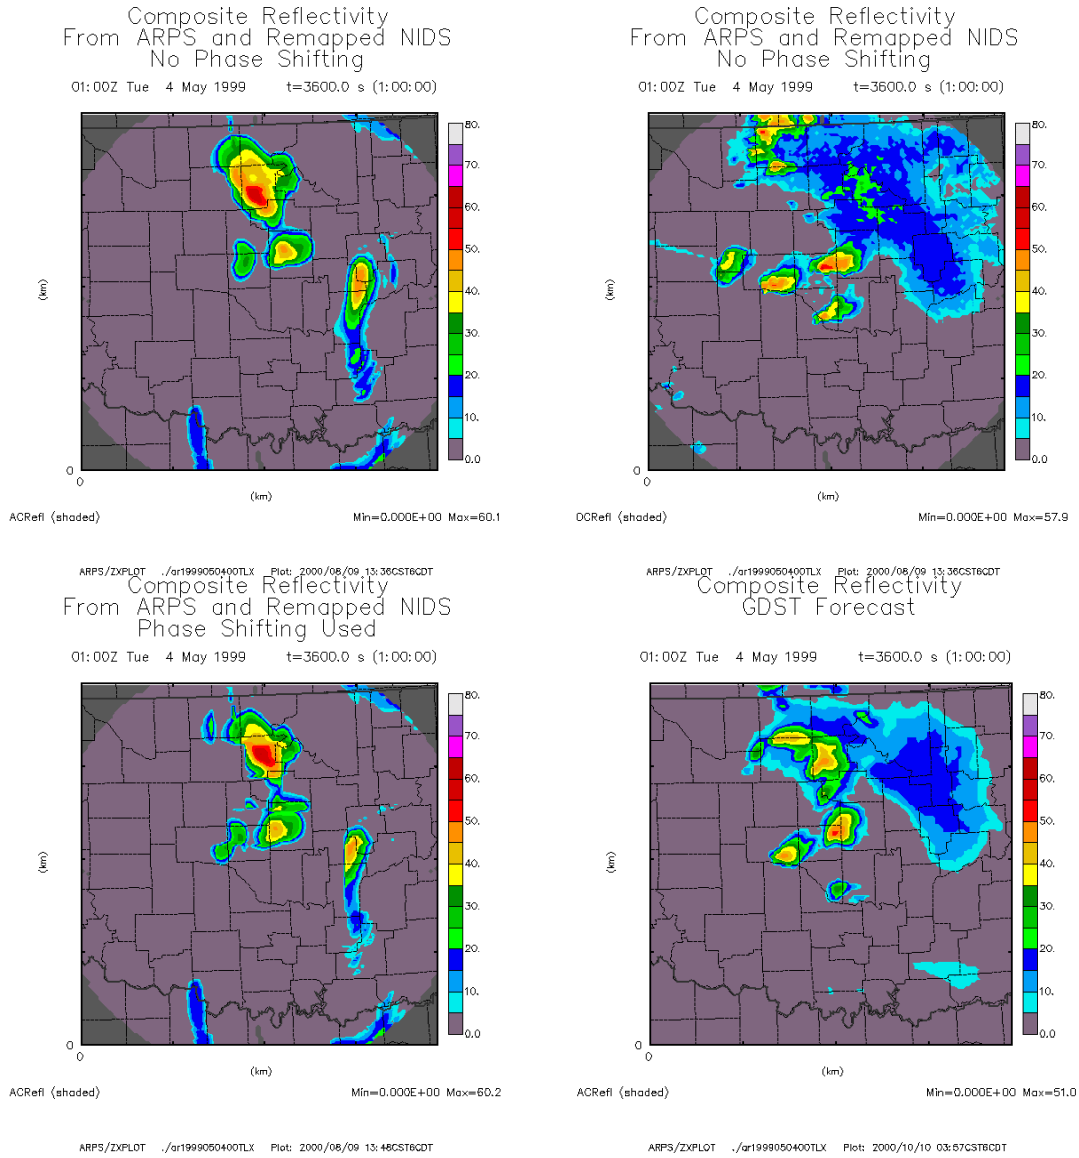 Composite Reflectivity
From ARPS and Remapped NIDS
No Phase Shifting
01:00Z Tue 4 May 1999 t=3600.0 s (1:00:00)
80.
70.
60.
50.
40.
30.
20.
10.
0.0
(km)
0
0
(km)
ACRefl (shaded) Min=0.000E+00 Max=60.1
ARPS/ZXPLOT ./ar1999050400TLX Plot: 2000/08/09 13:36CST6CDT
Composite Reflectivity
From ARPS and Remapped NIDS
No Phase Shifting
01:00Z Tue 4 May 1999 t=3600.0 s (1:00:00)
80.
70.
60.
50.
40.
30.
20.
10.
0.0
(km)
0
0
(km)
DCRefl (shaded) Min=0.000E+00 Max=57.9
ARPS/ZXPLOT ./ar1999050400TLX Plot: 2000/08/09 13:36CST6CDT
Composite Reflectivity
From ARPS and Remapped NIDS
Phase Shifting Used
01:00Z Tue 4 May 1999 t=3600.0 s (1:00:00)
80.
70.
60.
50.
40.
30.
20.
10.
0.0
(km)
0
0
(km)
ACRefl (shaded) Min=0.000E+00 Max=60.2
ARPS/ZXPLOT ./ar1999050400TLX Plot: 2000/08/09 13:48CST6CDT
Composite Reflectivity
GDST Forecast
01:00Z Tue 4 May 1999 t=3600.0 s (1:00:00)
80.
70.
60.
50.
40.
30.
20.
10.
0.0
(km)
0
0
(km)
ACRefl (shaded) Min=0.000E+00 Max=51.0
ARPS/ZXPLOT ./ar1999050400TLX Plot: 2000/10/10 03:57CST6CDT